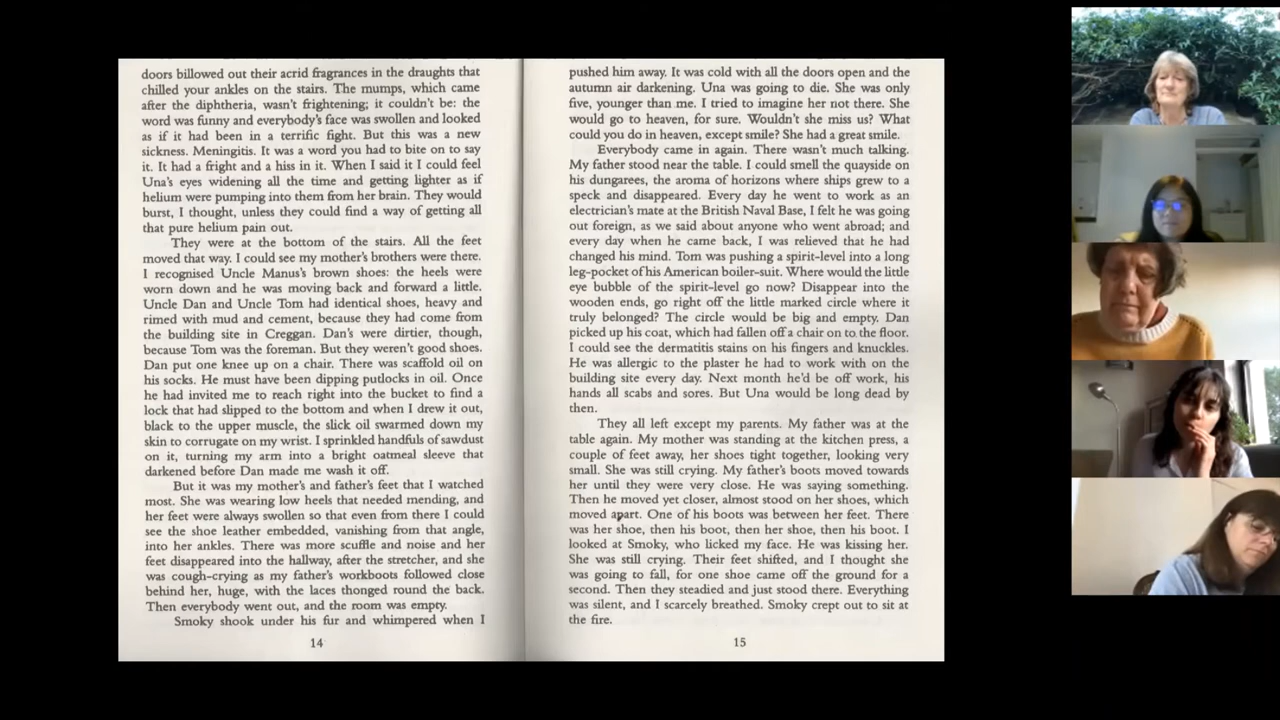 doors billowed out their acrid fragrances in the draughts that
chilled your ankles on the stairs. The mumps, which came
after the diphtheria, wasn't frightening; it couldn't be: the
word was funny and everybody's face was swollen and looked
as if it had been in a terrific fight. But this was a new
sickness. Meningitis. It was a word you had to bite on to say
it. It had a fright and a hiss in it. When I said it I could feel
Una's eyes widening all the time and getting lighter as if
helium were pumping into them from her brain. They would
burst, I thought, unless they could find a way of getting all
that pure helium pain out.
They were at the bottom of the stairs. All the feet
moved that way. I could see my mother's brothers were there.
I recognised Uncle Manus's brown shoes: the heels were
worn down and he was moving back and forward a little.
Uncle Dan and Uncle Tom had identical shoes, heavy and
rimed with mud and cement, because they had come from
the building site in Creggan. Dan's were dirtier, though,
because Tom was the foreman. But they weren't good shoes.
Dan put one knee up on a chair. There was scaffold oil on
his socks. He must have been dipping putlocks in oil. Once
he had invited me to reach right into the bucket to find a
lock that had slipped to the bottom and when I drew it out,
black to the upper muscle, the slick oil swarmed down my
skin to corrugate on my wrist. I sprinkled handfuls of sawdust
on it, turning my arm into a bright oatmeal sleeve that
darkened before Dan made me wash it off.
But it was my mother's and father's feet that I watched
most. She was wearing low heels that needed mending, and
her feet were always swollen so that even from there I could
see the shoe leather embedded, vanishing from that angle,
into her ankles. There was more scuffle and noise and her
feet disappeared into the hallway, after the stretcher, and she
was cough-crying as my father's workboots followed close
behind her, huge, with the laces thonged round the back.
Then everybody went out, and the room was empty.
Smoky shook under his fur and whimpered when I
14
pushed him away. It was cold with all the doors open and the
autumn air darkening. Una was going to die. She was only
five, younger than me. I tried to imagine her not there. She
would go to heaven, for sure. Wouldn't she miss us? What
could you do in heaven, except smile? She had a great smile.
Everybody came in again. There wasn't much talking.
My father stood near the table. I could smell the quayside on
his dungarees, the aroma of horizons where ships grew to a
speck and disappeared. Every day he went to work as an
electrician's mate at the British Naval Base, I felt he was going
out foreign, as we said about anyone who went abroad; and
every day when he came back, I was relieved that he had
changed his mind. Tom was pushing a spirit-level into a long
leg-pocket of his American boiler-suit. Where would the little
eye bubble of the spirit-level go now? Disappear into the
wooden ends, go right off the little marked circle where it
truly belonged? The circle would be big and empty. Dan
picked up his coat, which had fallen off a chair on to the floor.
I could see the dermatitis stains on his fingers and knuckles.
He was allergic to the plaster he had to work with on the
building site every day. Next month he'd be off work, his
hands all scabs and sores. But Una would be long dead by
then.
They all left except my parents. My father was at the
table again. My mother was standing at the kitchen press, a
couple of feet away, her shoes tight together, looking very
small. She was still crying. My father's boots moved towards
her until they were very close. He was saying something.
Then he moved yet closer, almost stood on her shoes, which
moved apart. One of his boots was between her feet. There
was her shoe, then his boot, then her shoe, then his boot. I
looked at Smoky, who licked my face. He was kissing her.
She was still crying. Their feet shifted, and I thought she
was going to fall, for one shoe came off the ground for a
second. Then they steadied and just stood there. Everything
was silent, and I scarcely breathed. Smoky crept out to sit at
the fire.
15